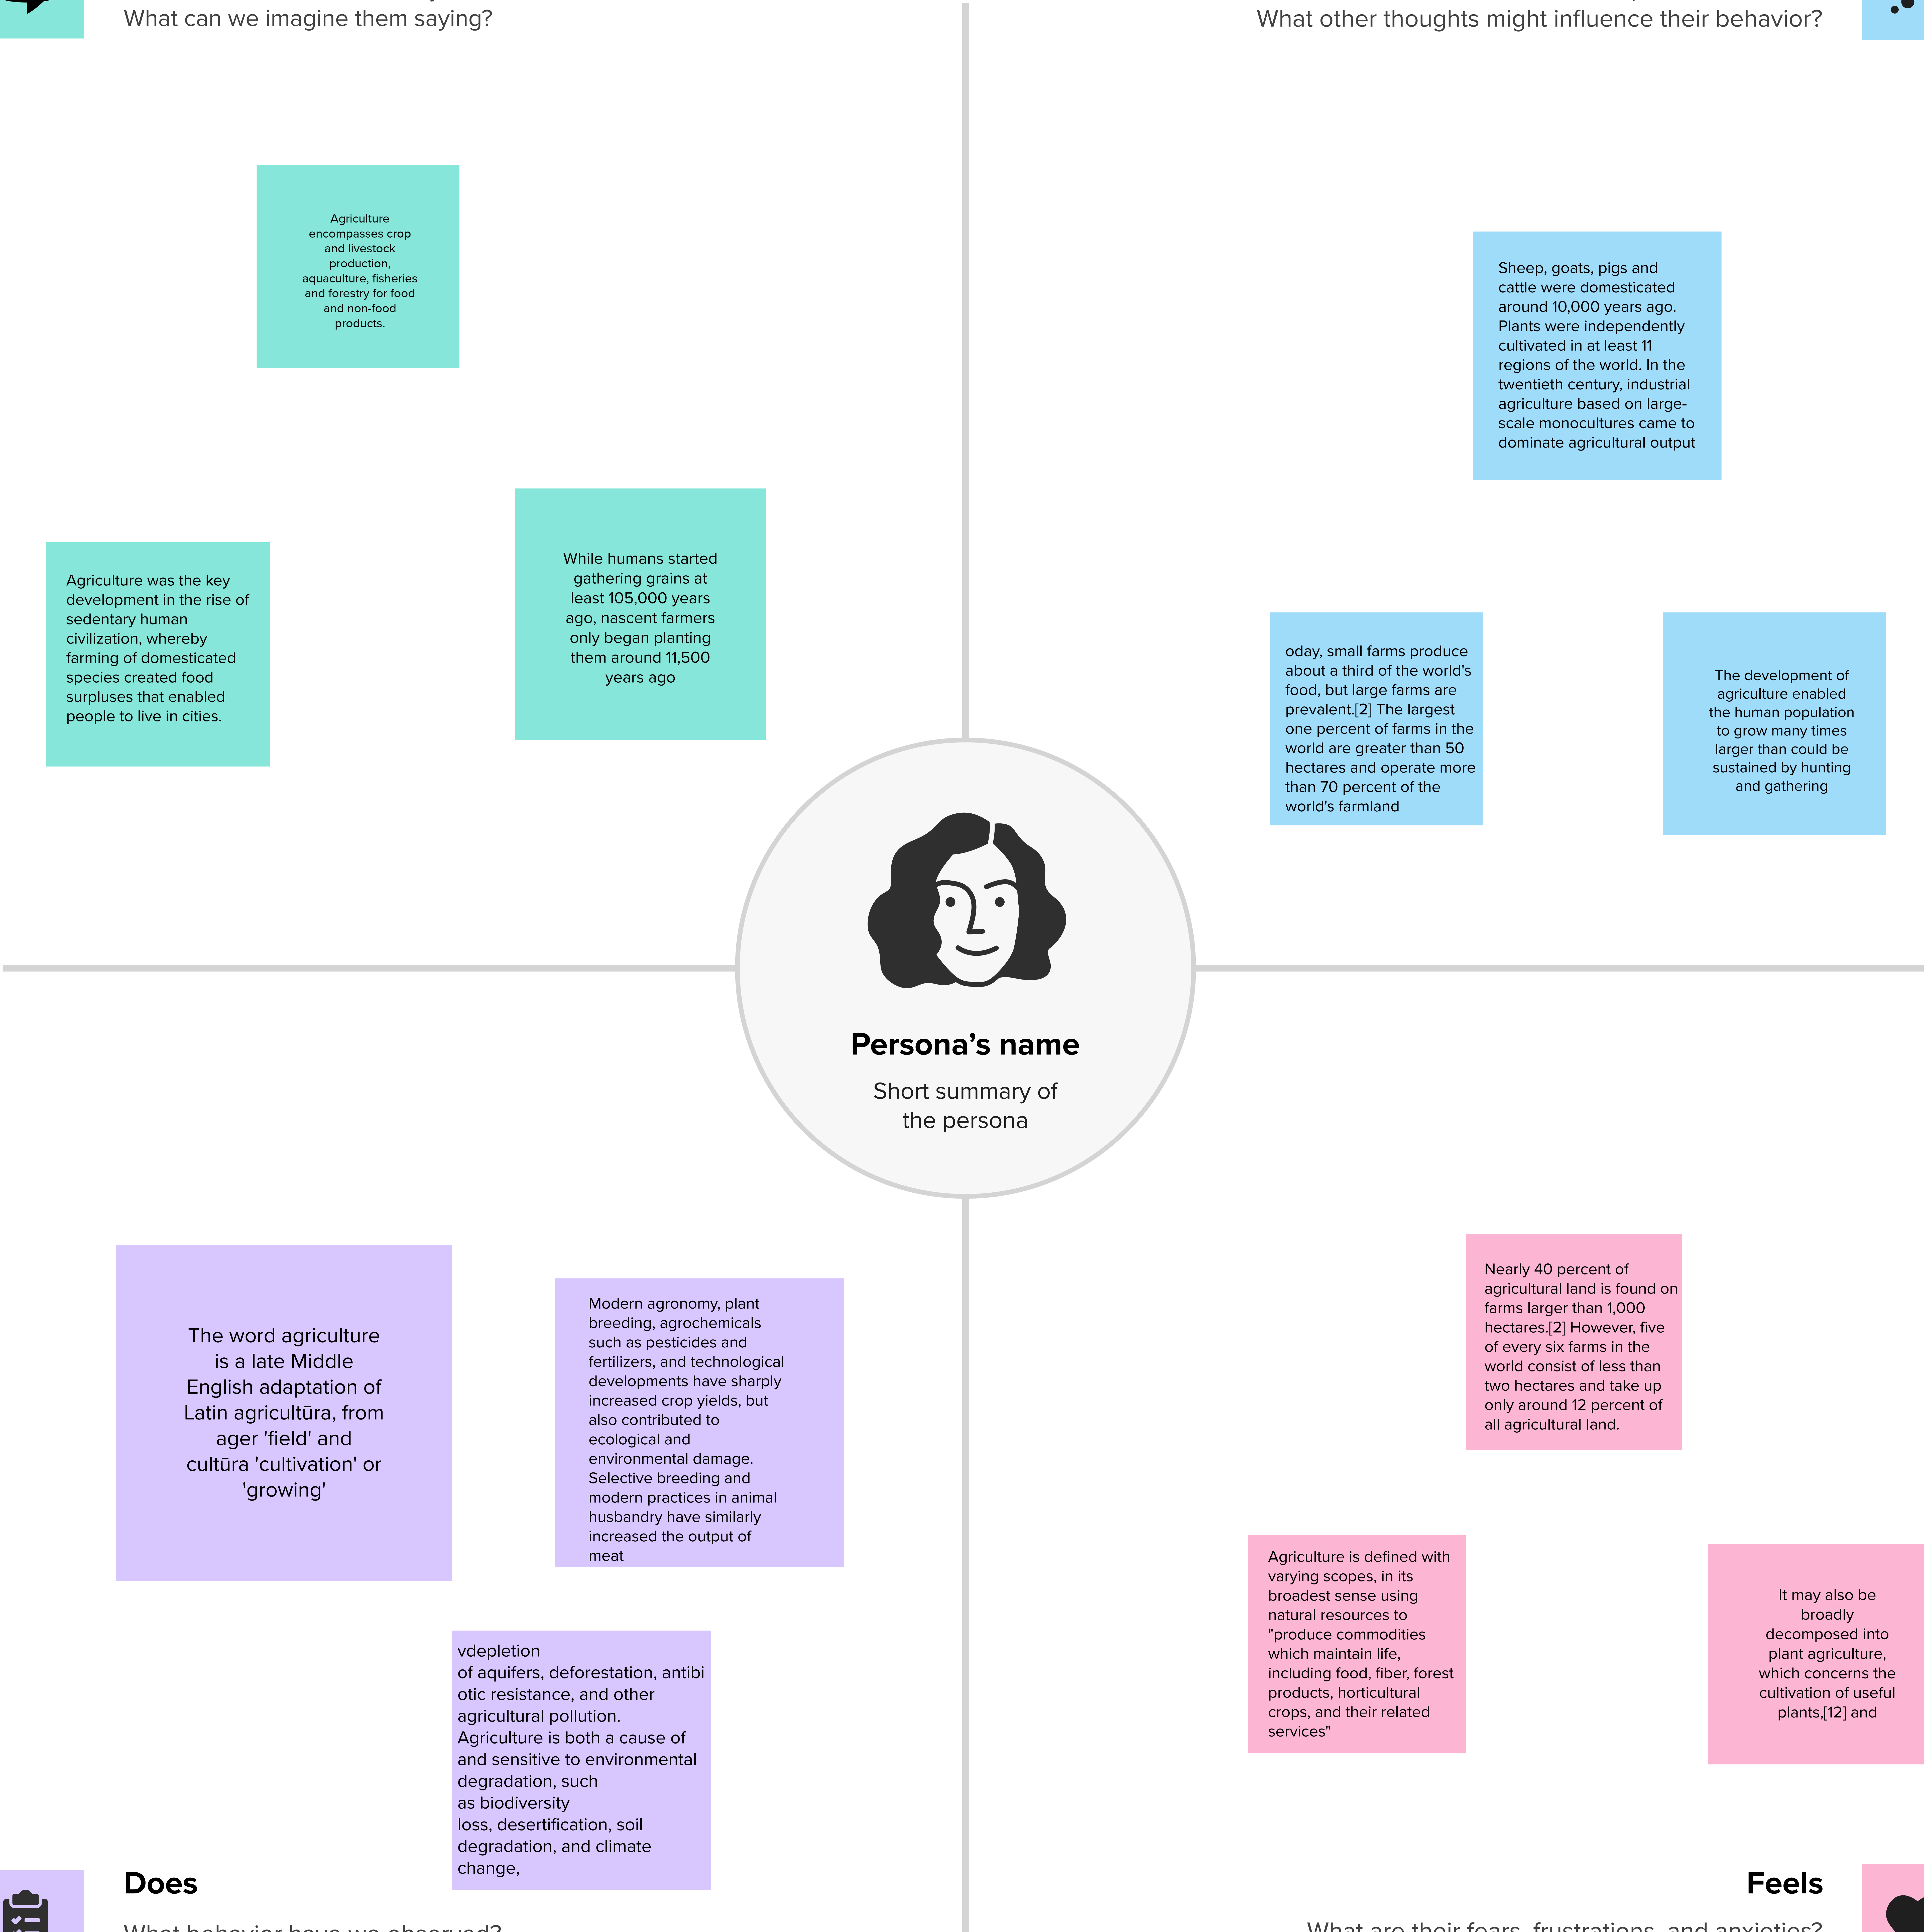 What can we imagine them saying?
What other thoughts might influence their behavior?
Agriculture
encompasses crop
and livestock
production,
aquaculture, fisheries
and forestry for food
and non-food
products.
Agriculture was the key
development in the rise of
sedentary human
civilization, whereby
farming of domesticated
species created food
surpluses that enabled
people to live in cities.
While humans started
gathering grains at
least 105,000 years
ago, nascent farmers
only began planting
them around 11,500
years ago
Sheep, goats, pigs and
cattle were domesticated
around 10,000 years ago.
Plants were independently
cultivated in at least 11
regions of the world. In the
twentieth century, industrial
agriculture based on large-
scale monocultures came to
dominate agricultural output
oday, small farms produce
about a third of the world's
food, but large farms are
prevalent.[2] The largest
one percent of farms in the
world are greater than 50
hectares and operate more
than 70 percent of the
world's farmland
The development of
agriculture enabled
the human population
to grow many times
larger than could be
sustained by hunting
and gathering
Persona’s name
Short summary of
the persona
The word agriculture
is a late Middle
English adaptation of
Latin agricultūra, from
ager 'field' and
cultūra 'cultivation' or
'growing'
Modern agronomy, plant
breeding, agrochemicals
such as pesticides and
fertilizers, and technological
developments have sharply
increased crop yields, but
also contributed to
ecological and
environmental damage.
Selective breeding and
modern practices in animal
husbandry have similarly
increased the output of
meat
vdepletion
of aquifers, deforestation, antibi
otic resistance, and other
agricultural pollution.
Agriculture is both a cause of
and sensitive to environmental
degradation, such
as biodiversity
loss, desertification, soil
degradation, and climate
change,
Nearly 40 percent of
agricultural land is found on
farms larger than 1,000
hectares.[2] However, five
of every six farms in the
world consist of less than
two hectares and take up
only around 12 percent of
all agricultural land.
Agriculture is defined with
varying scopes, in its
broadest sense using
natural resources to
"produce commodities
which maintain life,
including food, fiber, forest
products, horticultural
crops, and their related
services"
It may also be
broadly
decomposed into
plant agriculture,
which concerns the
cultivation of useful
plants,[12] and
Does
What behavior have we observed?
Feels
What are their fears, frustrations, and anxieties?